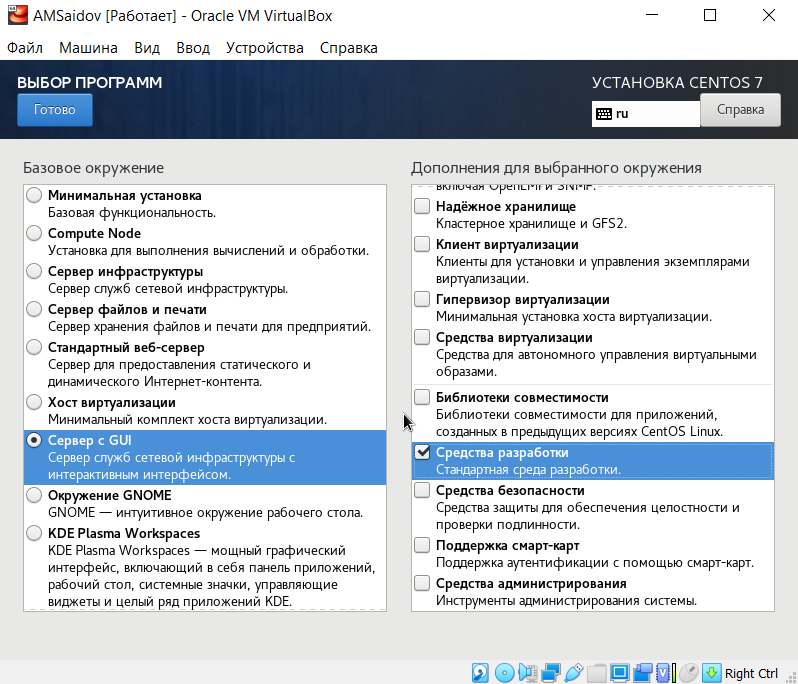 AMSaidov [Работает] - Oracle VM VirtualBox
Файл Машина Вид Ввод Устройства Справка
ВЫБОР ПРОГРАММ
УСТАНОВКА CENTOS 7
Готово
ru
Справка
Базовое окружение
Минимальная установка
Базовая функциональность.
Compute Node
Установка для выполнения вычислений и обработки.
Сервер инфраструктуры
Сервер служб сетевой инфраструктуры.
Сервер файлов и печати
Сервер хранения файлов и печати для предприятий.
Стандартный веб-сервер
Сервер для предоставления статического и
динамического Интернет-контента.
Хост виртуализации
Минимальный комплект хоста виртуализации.
Сервер с GUI
Сервер служб сетевой инфраструктуры с
интерактивным интерфейсом.
Окружение GNOME
GNOME — интуитивное окружение рабочего стола.
KDE Plasma Workspaces
KDE Plasma Workspaces — мощный графический
интерфейс, включающий в себя панель приложений,
рабочий стол, системные значки, управляющие
виджеты и целый ряд приложений KDE.
Дополнения для выбранного окружения
включая OpenLMI и SNMP.
Надёжное хранилище
Кластерное хранилище и GFS2.
Клиент виртуализации
Клиенты для установки и управления экземплярами
виртуализации.
Гипервизор виртуализации
Минимальная установка хоста виртуализации.
Средства виртуализации
Средства для автономного управления виртуальными
образами.
Библиотеки совместимости
Библиотеки совместимости для приложений,
созданных в предыдущих версиях CentOS Linux.
Средства разработки
Стандартная среда разработки.
Средства безопасности
Средства защиты для обеспечения целостности и
проверки подлинности.
Поддержка смарт-карт
Поддержка аутентификации с помощью смарт-карт.
Средства администрирования
Инструменты администрирования системы.
Right Ctrl